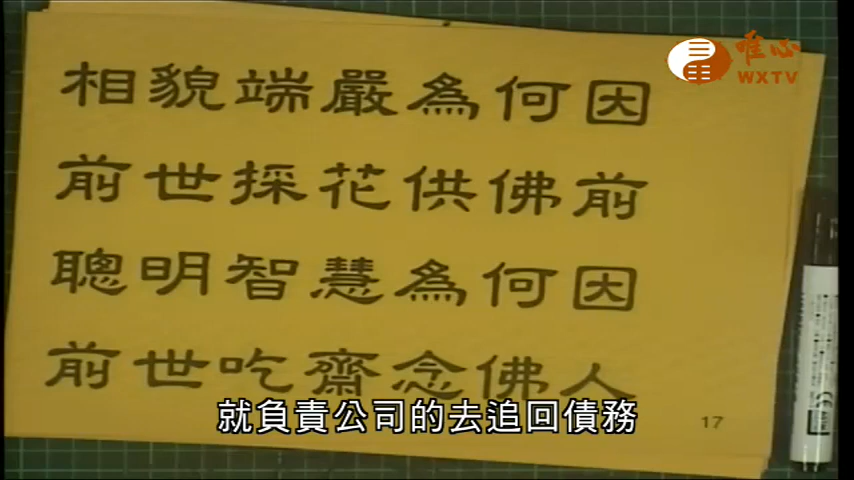 唯心
WXTV
相貌端嚴為何因
前世採花供佛前
聰明智慧為何因
前世吃齋念佛人
就負責公司的去追回債務
17